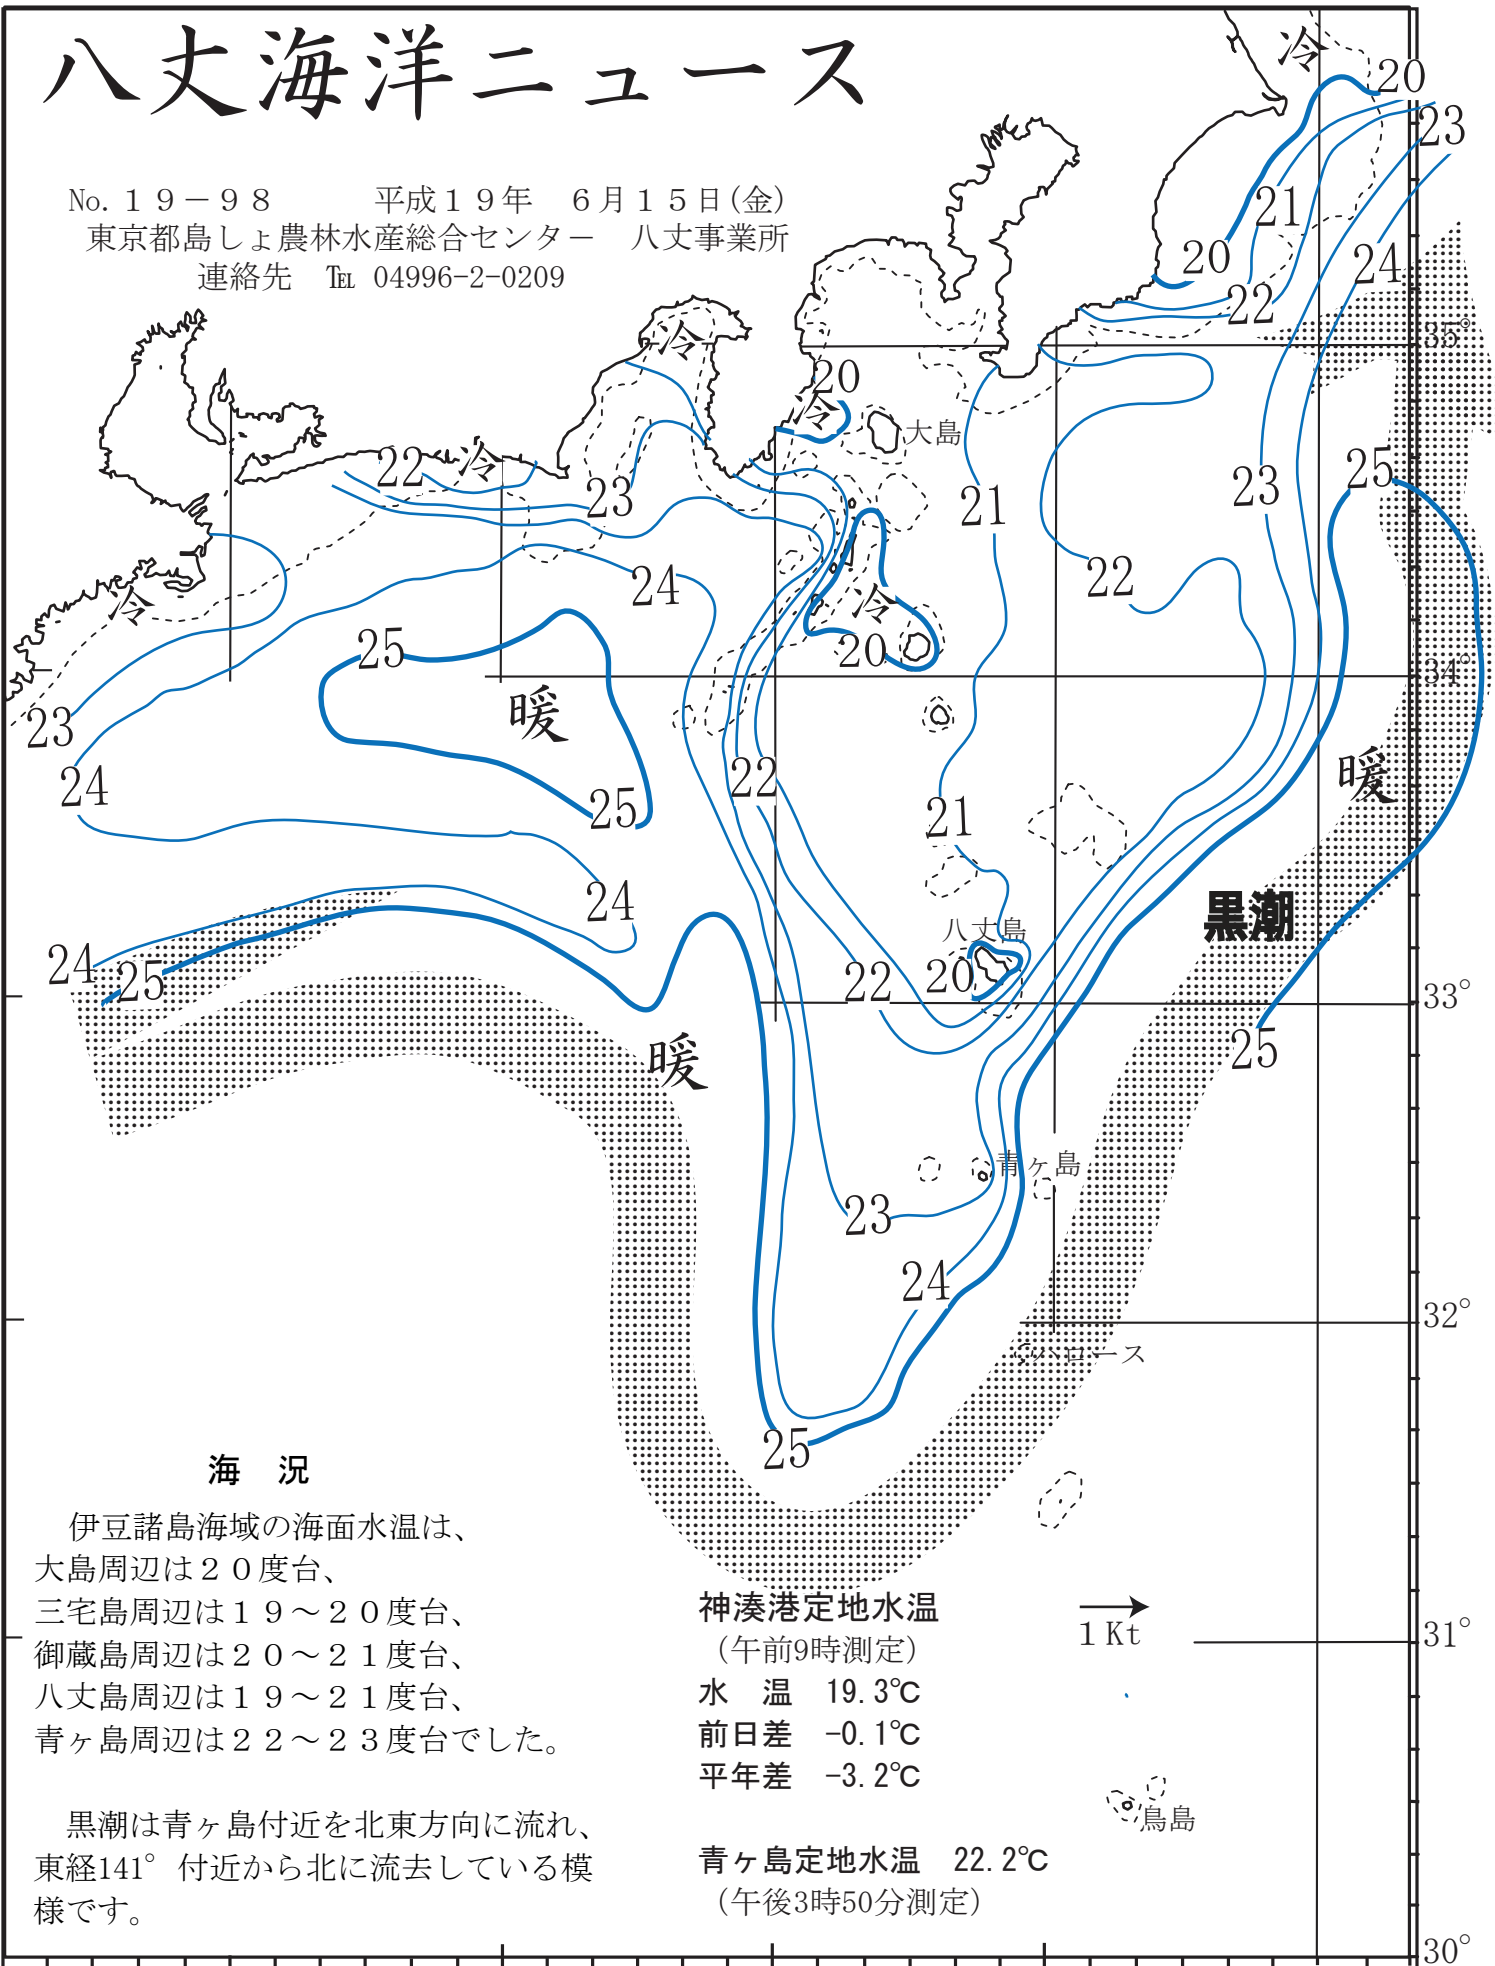 八丈海洋ニュース
No.１９－９８　平成１９年　６月１５日(金)
東京都島しょ農林水産総合センター　八丈事業所
連絡先　℡ 04996-2-0209
冷
20
23
21
20
24
22
35°
冷
20
冷
大島
22
冷
23
21
23
25
24
22
冷
冷
20
25
34°
暖
23
24
22
25
21
暖
24
黒潮
八丈島
24
25
22
20
33°
25
暖
青ヶ島
23
24
32°
ベヨネース
25
海　況
伊豆諸島海域の海面水温は、
大島周辺は２０度台、
三宅島周辺は１９～２０度台、
御蔵島周辺は２０～２１度台、
八丈島周辺は１９～２１度台、
青ヶ島周辺は２２～２３度台でした。
黒潮は青ヶ島付近を北東方向に流れ、
東経141°付近から北に流去している模
様です。
神湊港定地水温
（午前9時測定）
水　温　19.3℃
前日差　-0.1℃
平年差　-3.2℃
青ヶ島定地水温　22.2℃
（午後3時50分測定）
１Kt
31°
鳥島
30°